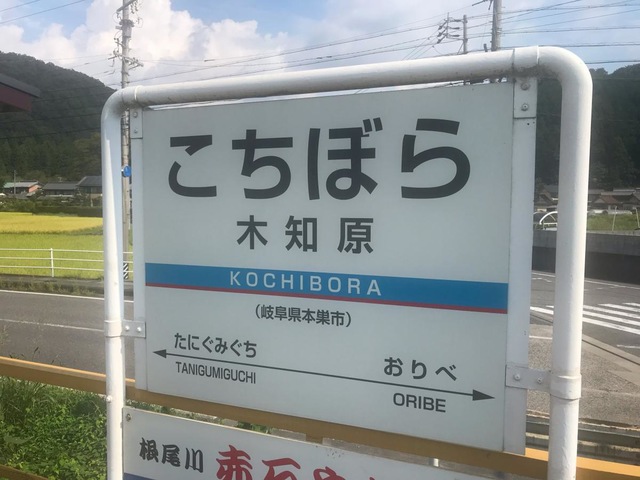 こちぼら
木知原
KOCHIBORA
(岐阜県本巣市)
たにぐみぐち
TANIGUMIGUCHI
おりべ
ORIBE
根尾川